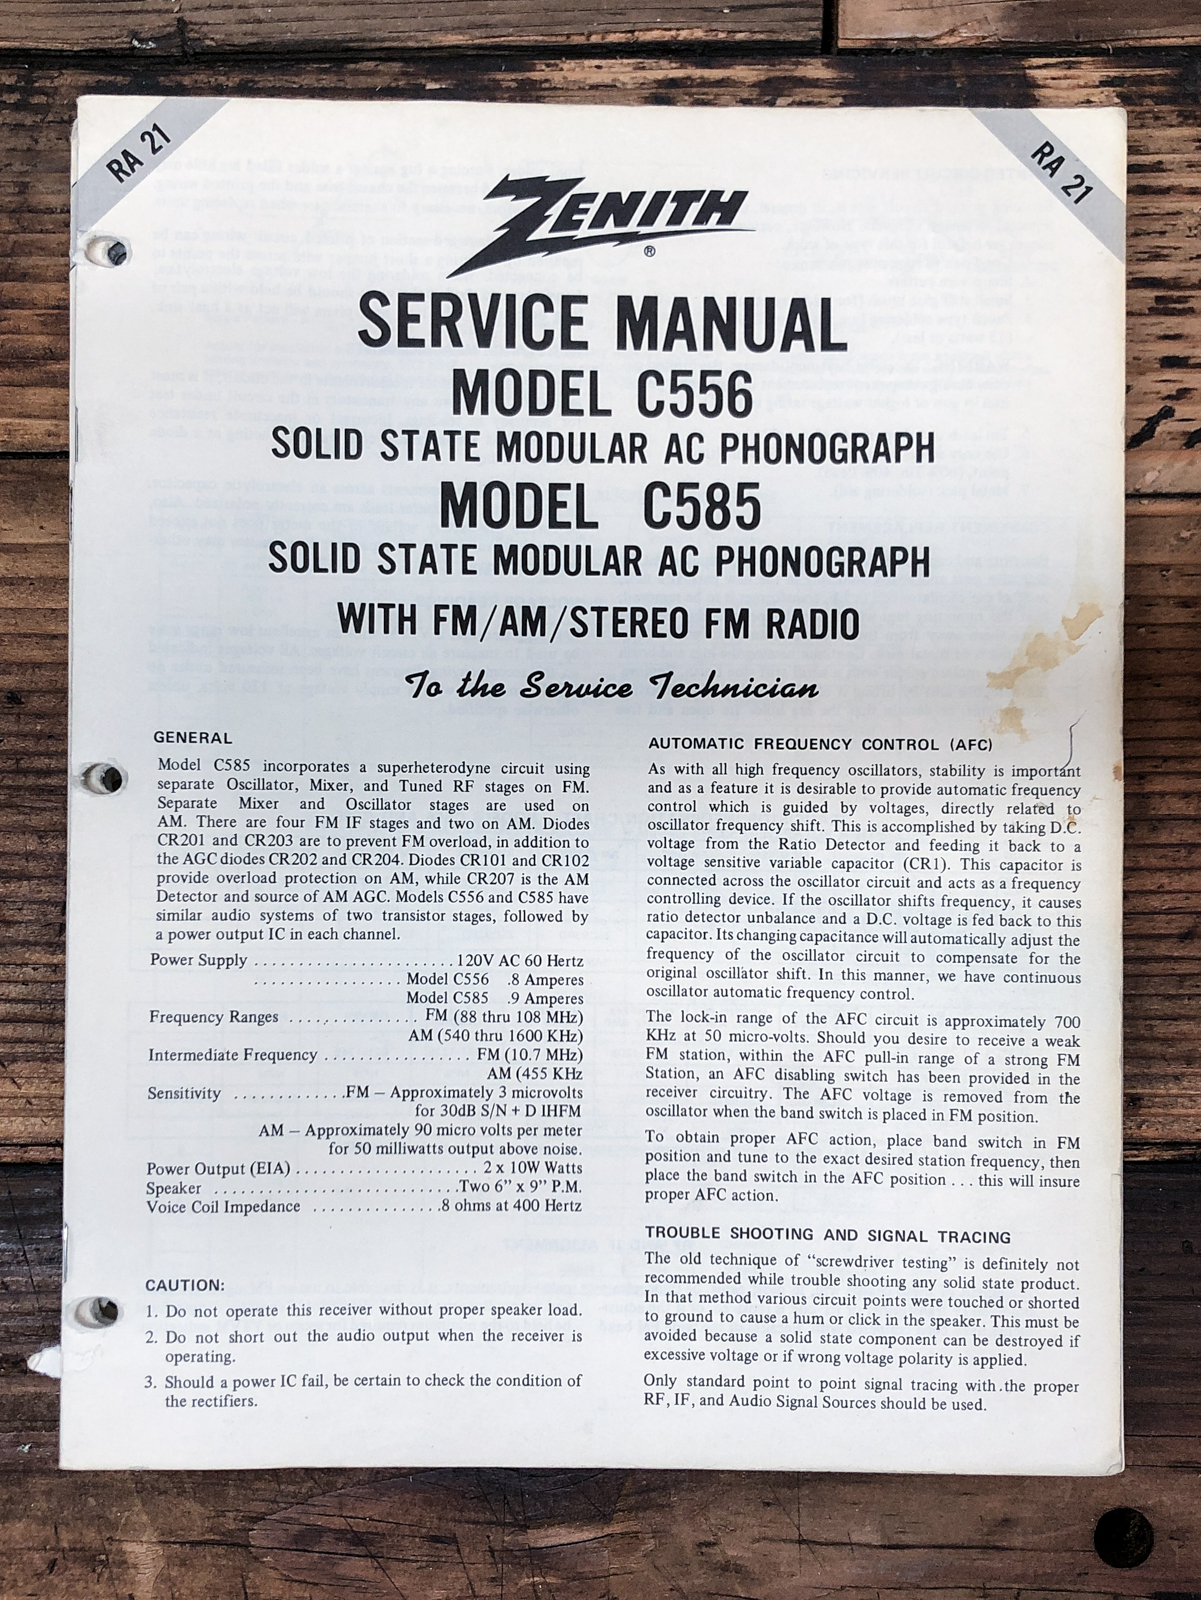 RA 21
RA 21
ZENITH
®
SERVICE MANUAL
MODEL C556
SOLID STATE MODULAR AC PHONOGRAPH
MODEL C585
SOLID STATE MODULAR AC PHONOGRAPH
WITH FM/AM/STEREO FM RADIO
To the Service Technician
GENERAL
Model C585 incorporates a superheterodyne circuit using
separate Oscillator, Mixer, and Tuned RF stages on FM.
Separate Mixer and Oscillator stages are used on
AM. There are four FM IF stages and two on AM. Diodes
CR201 and CR203 are to prevent FM overload, in addition to
the AGC diodes CR202 and CR204. Diodes CR101 and CR102
provide overload protection on AM, while CR207 is the AM
Detector and source of AM AGC. Models C556 and C585 have
similar audio systems of two transistor stages, followed by
a power output IC in each channel.
Power Supply . . . . . . . . . . . . . . . . . . . . . . 120V AC 60 Hertz
. . . . . . . . . . . . . . . . . Model C556 .8 Amperes
Model C585 .9 Amperes
Frequency Ranges . . . . . . . . . . . . . . FM (88 thru 108 MHz)
AM (540 thru 1600 KHz)
Intermediate Frequency . . . . . . . . . . . . . . . . FM (10.7 MHz)
AM (455 KHz
Sensitivity . . . . . . . . . . . . .FM – Approximately 3 microvolts
for 30dB S/N + D IHFM
AM – Approximately 90 micro volts per meter
for 50 milliwatts output above noise.
Power Output (EIA) . . . . . . . . . . . . . . . . . . . . 2 x 10W Watts
Speaker . . . . . . . . . . . . . . . . . . . . . . . . . . .Two 6” x 9” P.M.
Voice Coil Impedance . . . . . . . . . . . . . . .8 ohms at 400 Hertz
CAUTION:
1. Do not operate this receiver without proper speaker load.
2. Do not short out the audio output when the receiver is
operating.
3. Should a power IC fail, be certain to check the condition of
the rectifiers.
AUTOMATIC FREQUENCY CONTROL (AFC)
As with all high frequency oscillators, stability is important
and as a feature it is desirable to provide automatic frequency
control which is guided by voltages, directly related to
oscillator frequency shift. This is accomplished by taking D.C.
voltage from the Ratio Detector and feeding it back to a
voltage sensitive variable capacitor (CR1). This capacitor is
connected across the oscillator circuit and acts as a frequency
controlling device. If the oscillator shifts frequency, it causes
ratio detector unbalance and a D.C. voltage is fed back to this
capacitor. Its changing capacitance will automatically adjust the
frequency of the oscillator circuit to compensate for the
original oscillator shift. In this manner, we have continuous
oscillator automatic frequency control.
The lock-in range of the AFC circuit is approximately 700
KHz at 50 micro-volts. Should you desire to receive a weak
FM station, within the AFC pull-in range of a strong FM
Station, an AFC disabling switch has been provided in the
receiver circuitry. The AFC voltage is removed from the
oscillator when the band switch is placed in FM position.
To obtain proper AFC action, place band switch in FM
position and tune to the exact desired station frequency, then
place the band switch in the AFC position . . . this will insure
proper AFC action.
TROUBLE SHOOTING AND SIGNAL TRACING
The old technique of “screwdriver testing” is definitely not
recommended while trouble shooting any solid state product.
In that method various circuit points were touched or shorted
to ground to cause a hum or click in the speaker. This must be
avoided because a solid state component can be destroyed if
excessive voltage or if wrong voltage polarity is applied.
Only standard point to point signal tracing with the proper
RF, IF, and Audio Signal Sources should be used.